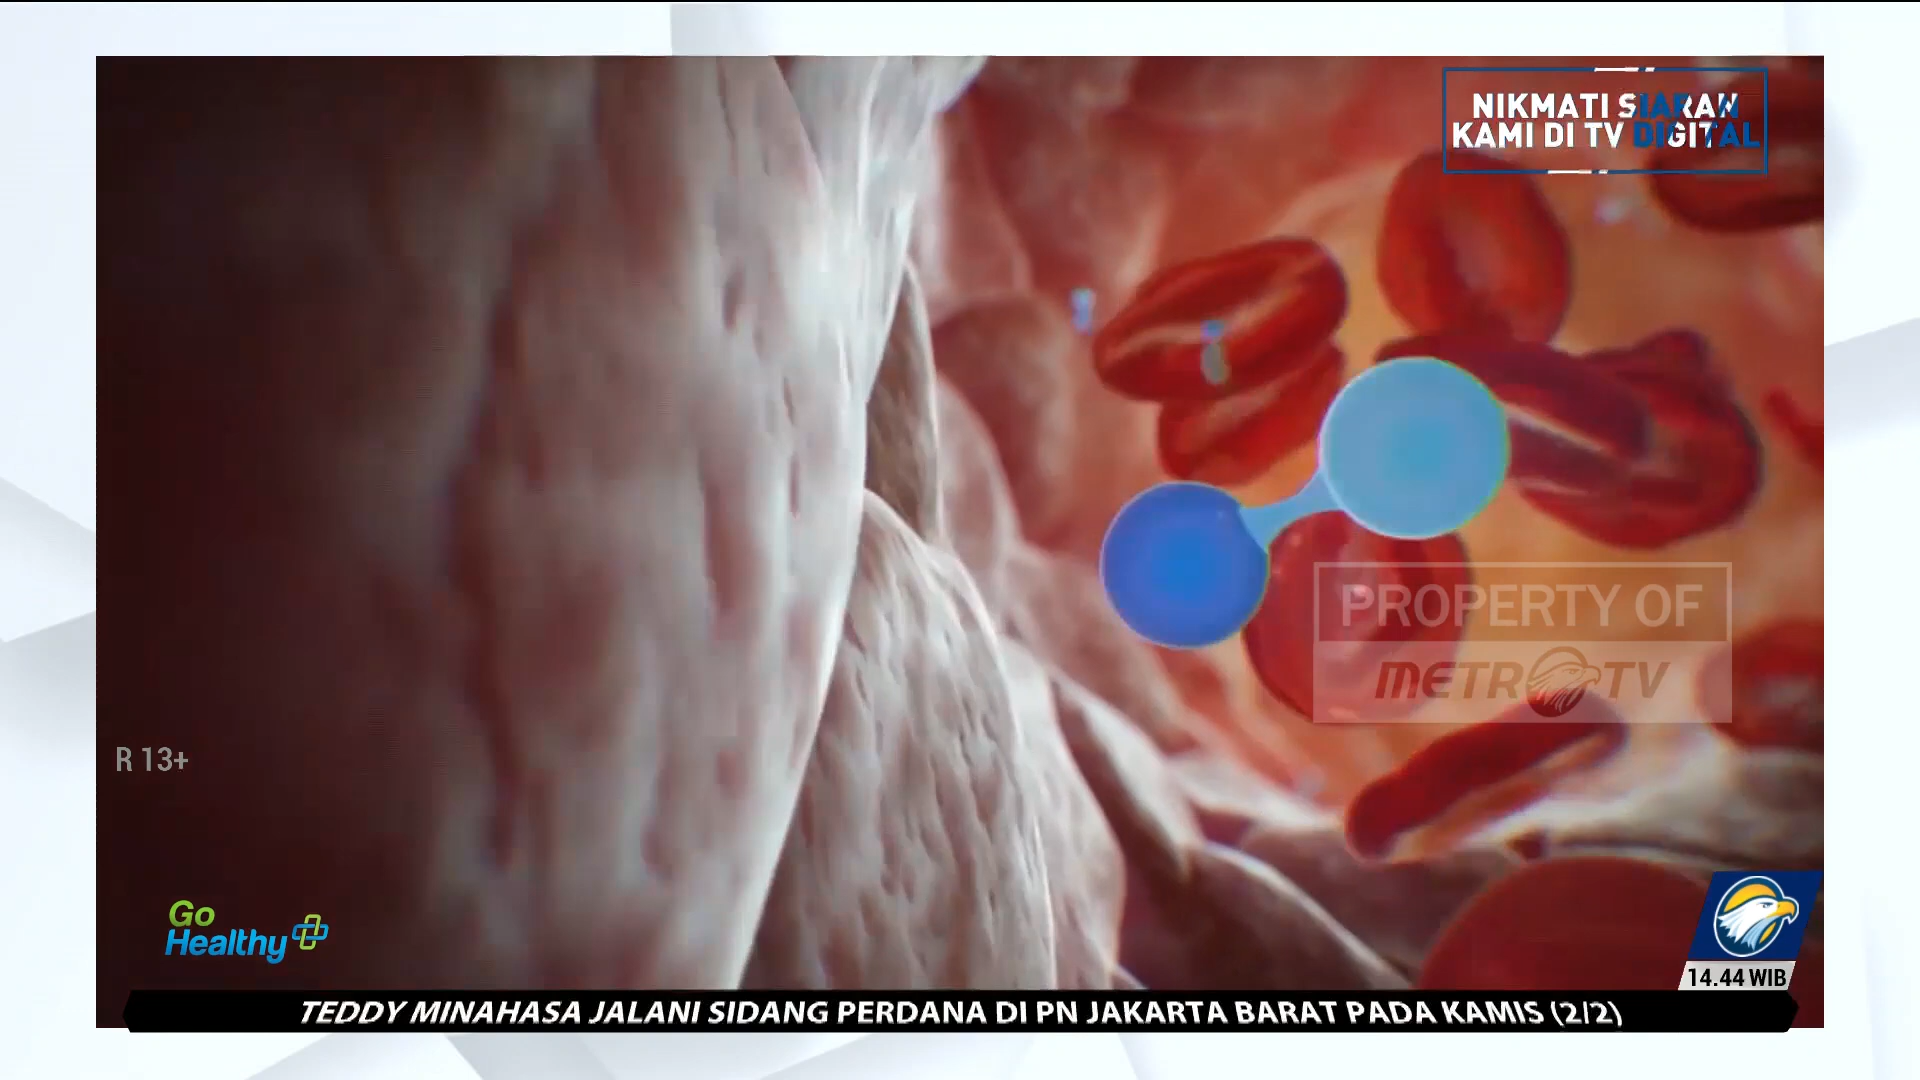 NIKMATI SIARAN
KAMI DI TV DIGITAL
PROPERTY OF
METRO TV
R 13+
Go
Healthy
14.44 WIB
TEDDY MINAHASA JALANI SIDANG PERDANA DI PN JAKARTA BARAT PADA KAMIS (2/2)